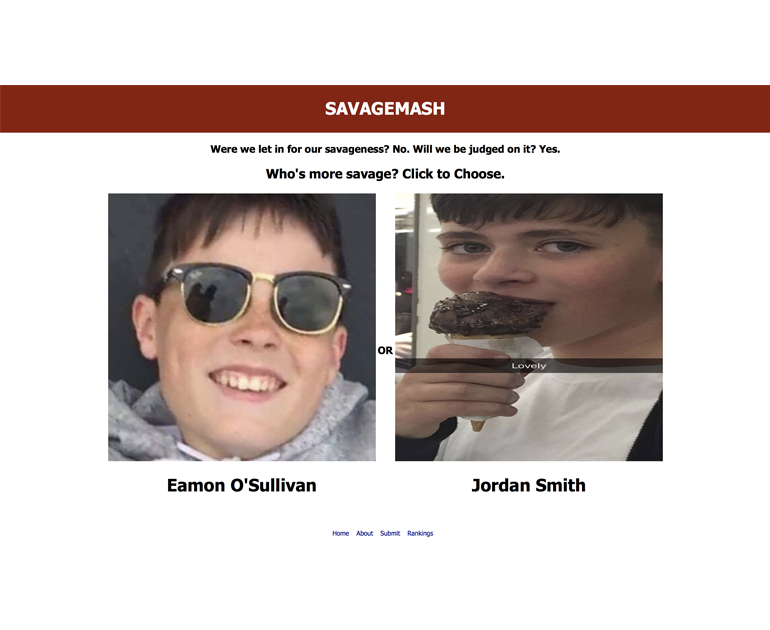 SAVAGEMASH
Were we let in for our savageness? No. Will we be judged on it? Yes.
Who's more savage? Click to Choose.
OR
Lovely
Eamon O'Sullivan
Jordan Smith
Home About Submit Rankings